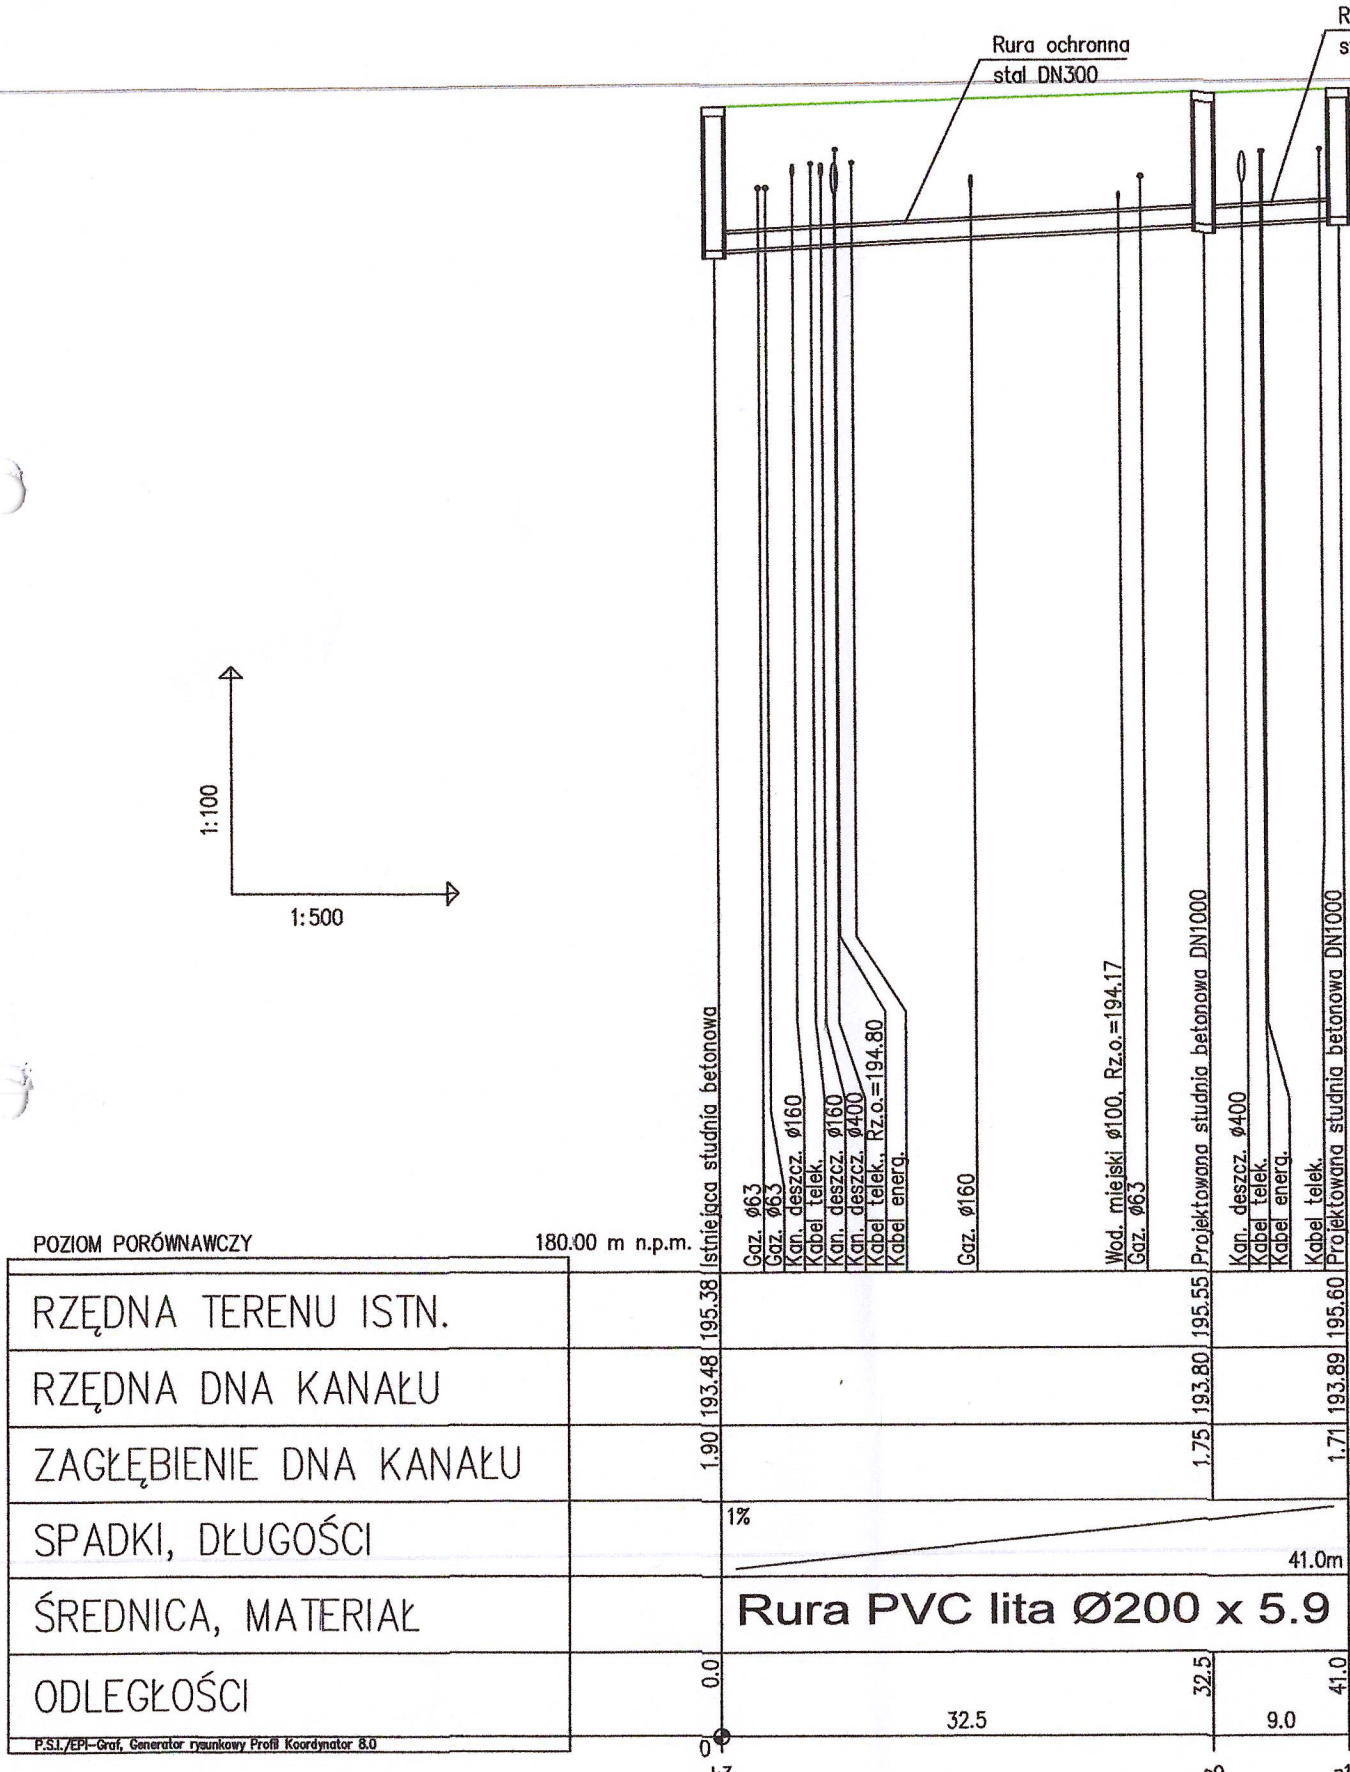 Rura ochronna
stal DN300
1:100
1:500
Istniejąca studnia betonowa
Gaz. ø63
Gaz. ø63
Kan. deszcz. ø160
Kabel telek.
Kan. deszcz. ø160
Kan. deszcz. ø400
Kabel telek., Rz.o.=194.80
Kabel energ.
Gaz. ø160
Wod. miejski ø100, Rz.o.=194.17
Gaz. ø63
Projektowana studnia betonowa DN1000
Kan. deszcz. ø400
Kabel telek.
Kabel energ.
Kabel telek.
Projektowana studnia betonowa DN1000
POZIOM PORÓWNAWCZY 180.00 m n.p.m.
RZĘDNA TERENU ISTN. 195.38 195.55 195.60
RZĘDNA DNA KANAŁU 193.48 193.80 193.89
ZAGŁĘBIENIE DNA KANAŁU 1.90 1.75 1.71
SPADKI, DŁUGOŚCI 1% 41.0m
ŚREDNICA, MATERIAŁ Rura PVC lita Ø200 x 5.9
ODLEGŁOŚCI 0.0 32.5 41.0
32.5 9.0
P.S.I./EPI-Graf, Generator rysunkowy Profil Koordynator 8.0
0